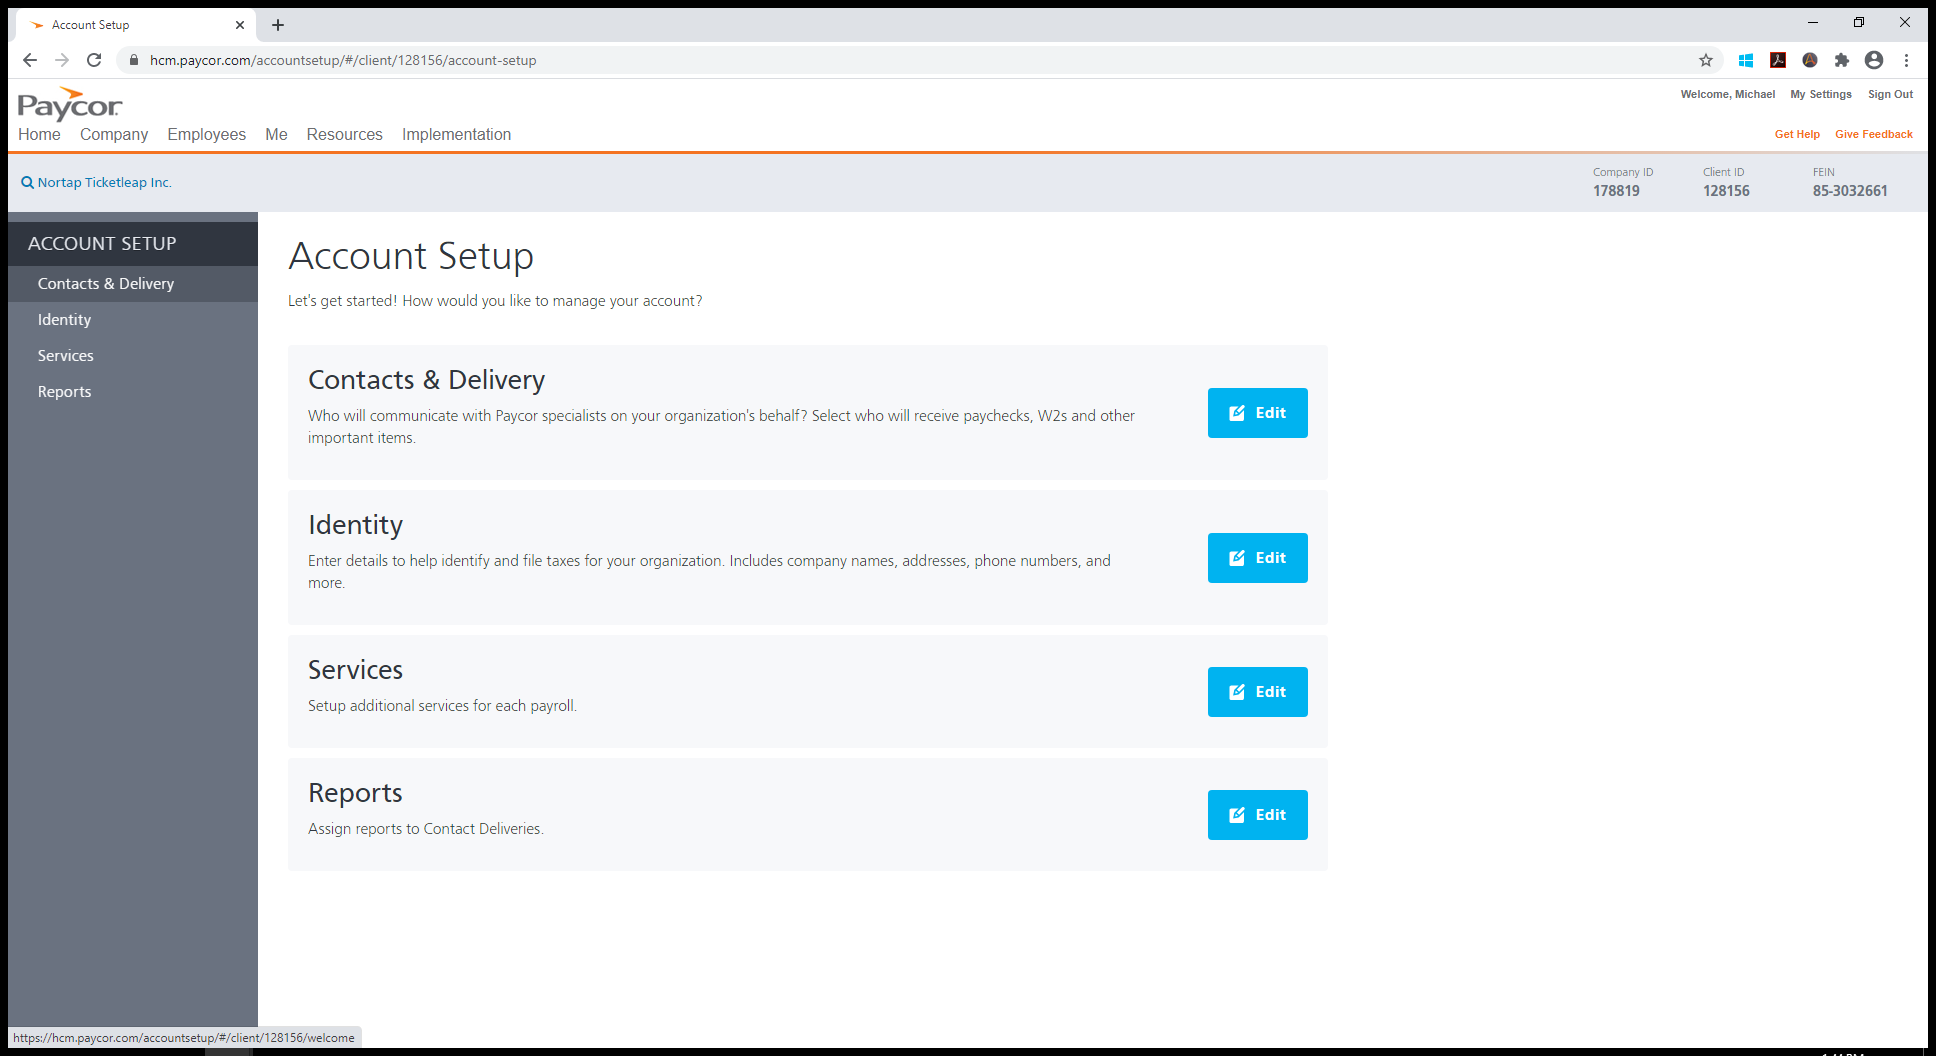 Account Setup
hcm.paycor.com/accountsetup/#/client/128156/account-setup
Paycor
Welcome, Michael My Settings Sign Out
Home Company Employees Me Resources Implementation
Get Help Give Feedback
Nortap Ticketleap Inc.
Company ID Client ID FEIN
178819 128156 85-3032661
ACCOUNT SETUP
Contacts & Delivery
Identity
Services
Reports
Account Setup
Let's get started! How would you like to manage your account?
Contacts & Delivery
Who will communicate with Paycor specialists on your organization's behalf? Select who will receive paychecks, W2s and other
important items.
Edit
Identity
Enter details to help identify and file taxes for your organization. Includes company names, addresses, phone numbers, and
more.
Edit
Services
Setup additional services for each payroll.
Edit
Reports
Assign reports to Contact Deliveries.
Edit
https://hcm.paycor.com/accountsetup/#/client/128156/welcome